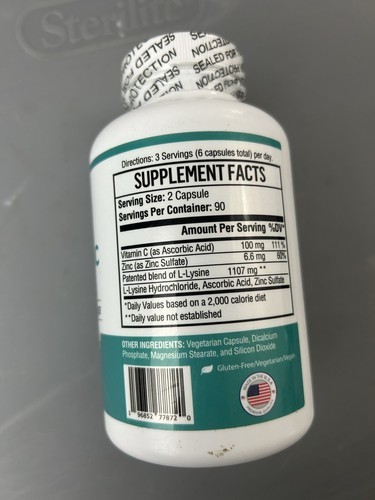 Sterilite
SEALED FOR
PROTECTION
SEALED FOR
Directions: 3 Servings (6 capsules total) per day.
SUPPLEMENT FACTS
Serving Size: 2 Capsule
Servings Per Container: 90
Amount Per Serving %DV*
Vitamin C (as Ascorbic Acid) 100 mg 111 %
Zinc (as Zinc Sulfate) 6.6 mg 60%
Patented blend of L-Lysine 1107 mg **
L-Lysine Hydrochloride, Ascorbic Acid, Zinc Sulfate
*Daily Values based on a 2,000 calorie diet
**Daily value not established
OTHER INGREDIENTS: Vegetarian Capsule, Dicalcium
Phosphate, Magnesium Stearate, and Silicon Dioxide
Gluten-Free/Vegetarian/Vegan
MADE IN THE U.S.A.
96852 77872 0